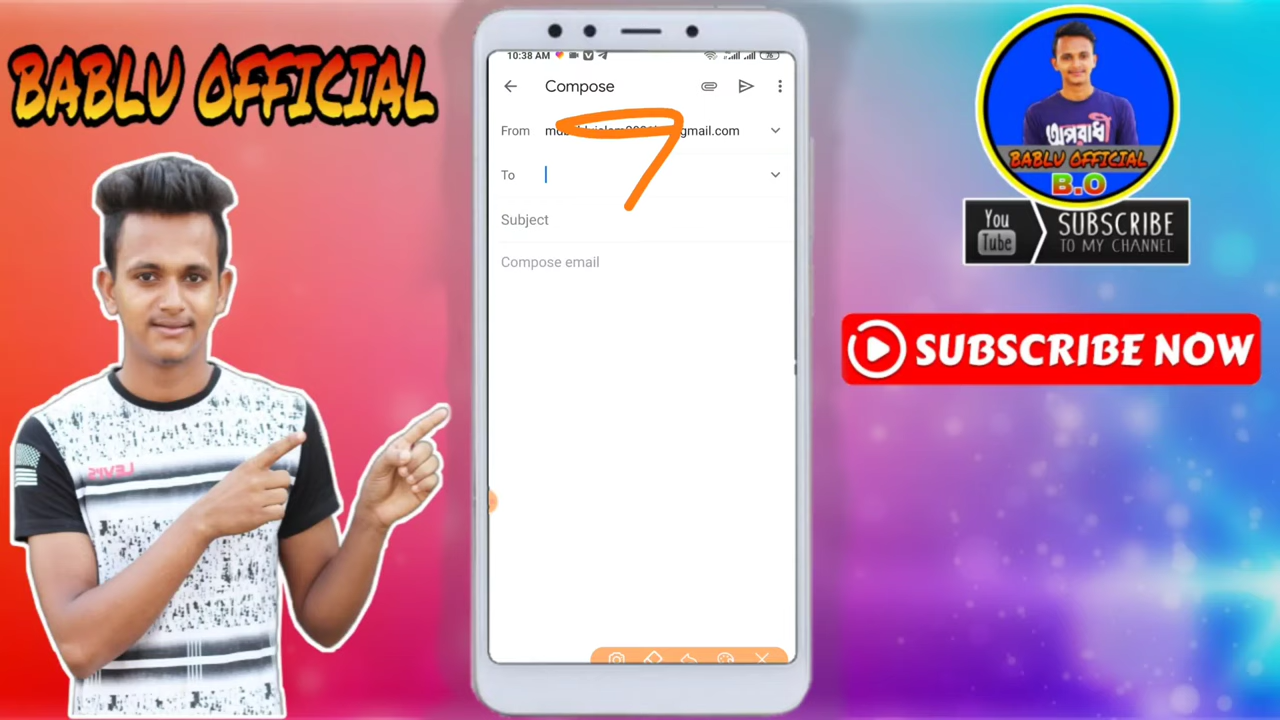 BABLU OFFICIAL
LEVI'S
10:38 AM
76
Compose
From
gmail.com
To
Subject
Compose email
অপরাধী
BABLU OFFICIAL
B.O
You
Tube
SUBSCRIBE
TO MY CHANNEL
SUBSCRIBE NOW